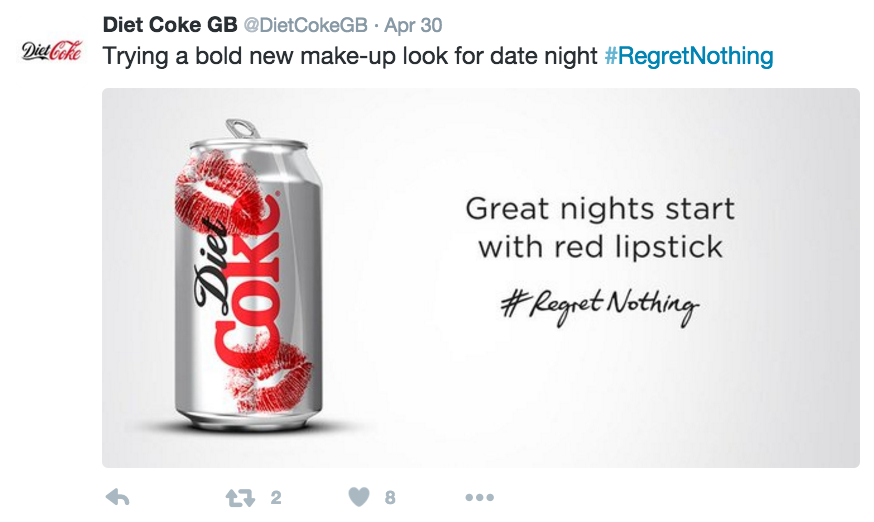 Diet Coke GB @DietCokeGB · Apr 30
Diet Coke
Trying a bold new make-up look for date night #RegretNothing
Diet
Coke
Great nights start
with red lipstick
#RegretNothing
2
8